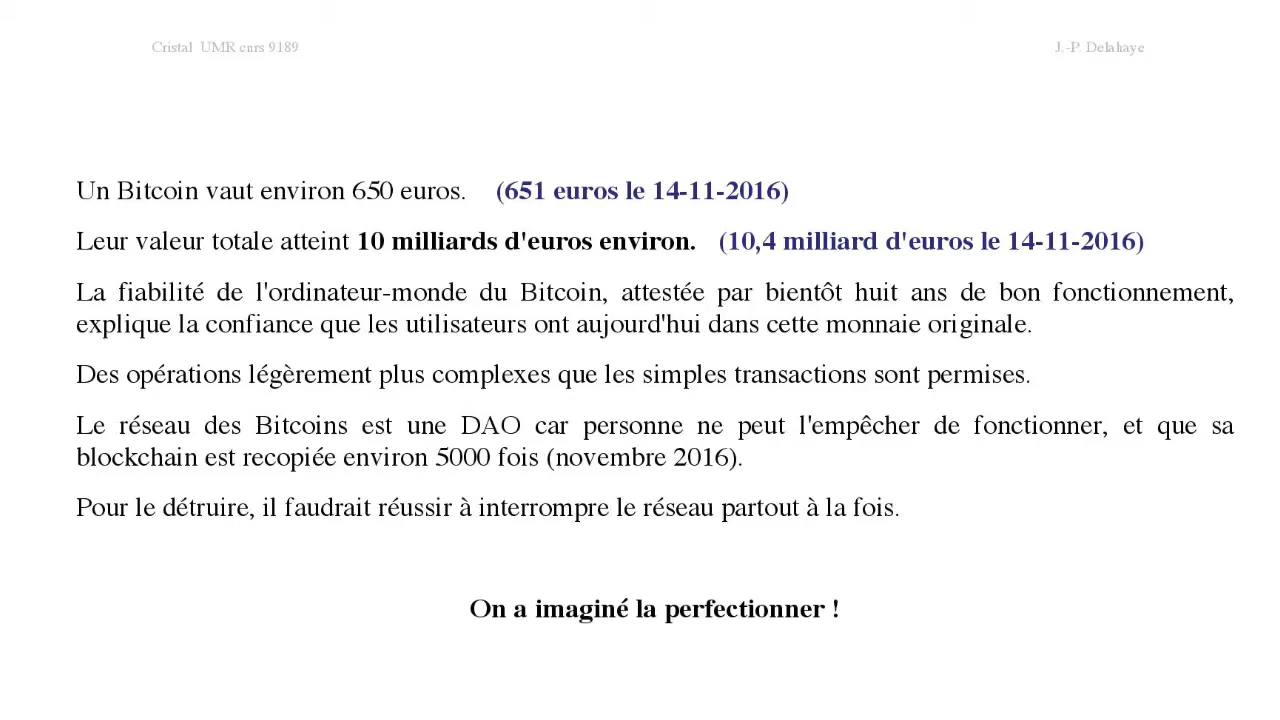 Cristal UMR cnrs 9189 J.-P. Delahaye
Un Bitcoin vaut environ 650 euros. (651 euros le 14-11-2016)
Leur valeur totale atteint 10 milliards d'euros environ. (10,4 milliard d'euros le 14-11-2016)
La fiabilité de l'ordinateur-monde du Bitcoin, attestée par bientôt huit ans de bon fonctionnement,
explique la confiance que les utilisateurs ont aujourd'hui dans cette monnaie originale.
Des opérations légèrement plus complexes que les simples transactions sont permises.
Le réseau des Bitcoins est une DAO car personne ne peut l'empêcher de fonctionner, et que sa
blockchain est recopiée environ 5000 fois (novembre 2016).
Pour le détruire, il faudrait réussir à interrompre le réseau partout à la fois.
On a imaginé la perfectionner !